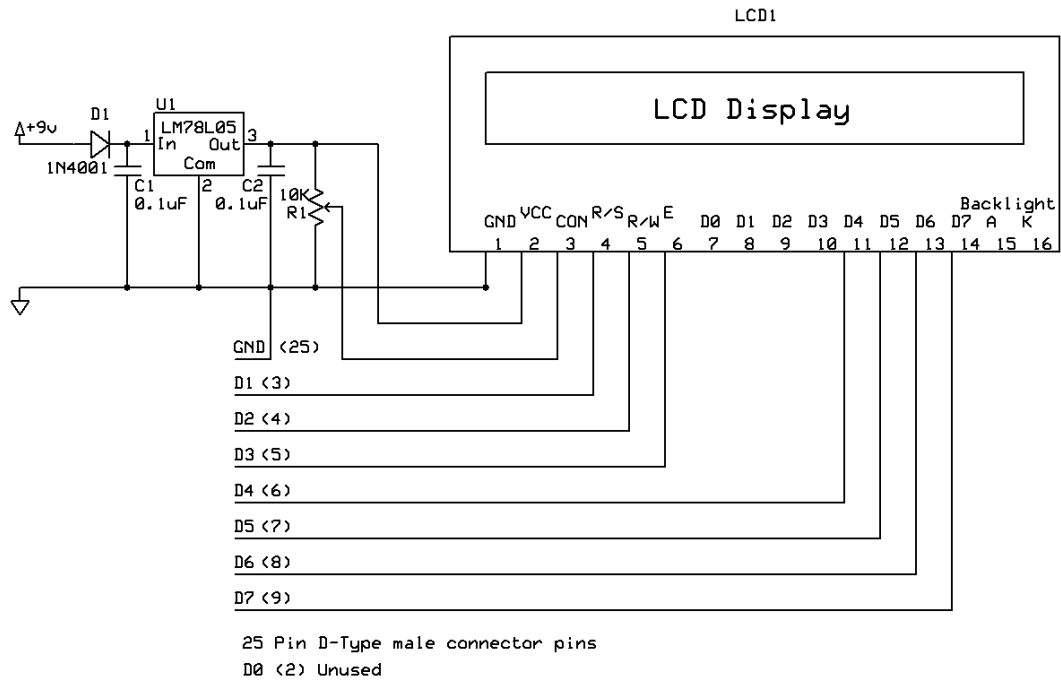 LCD1
LCD Display
D1
+9v
1N4001
U1
LM78L05
1 In Out 3
Com
2
C1
0.1uF
C2
0.1uF
10K
R1
Backlight
GND VCC CON R/S R/W E D0 D1 D2 D3 D4 D5 D6 D7 A K
1 2 3 4 5 6 7 8 9 10 11 12 13 14 15 16
GND (25)
D1 (3)
D2 (4)
D3 (5)
D4 (6)
D5 (7)
D6 (8)
D7 (9)
25 Pin D-Type male connector pins
D0 (2) Unused